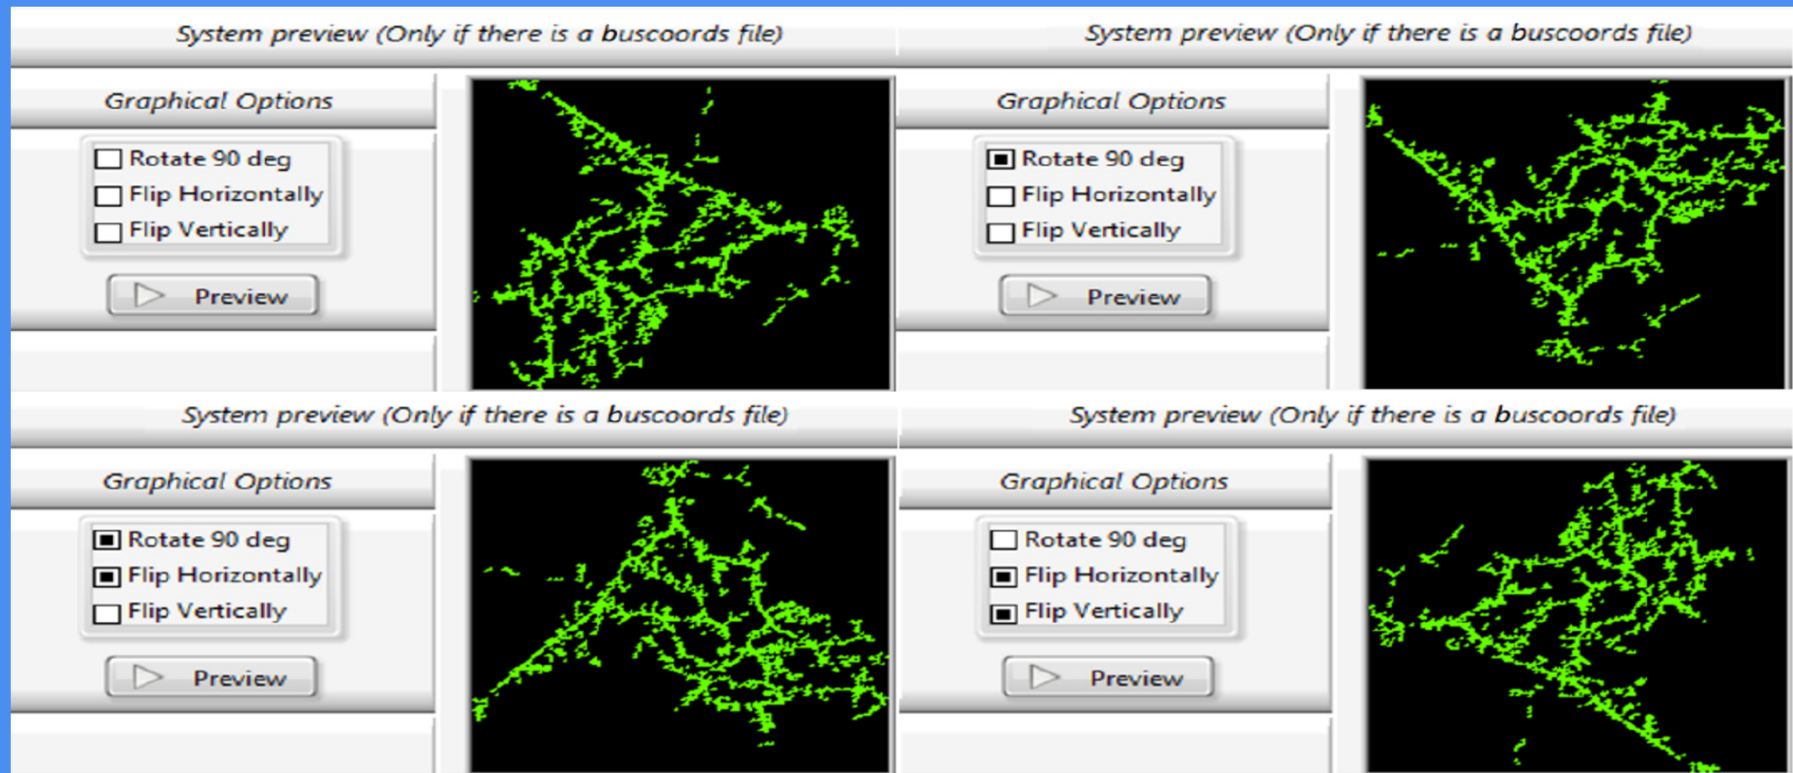 System preview (Only if there is a buscoords file)
Graphical Options
Rotate 90 deg
Flip Horizontally
Flip Vertically
Preview
System preview (Only if there is a buscoords file)
Graphical Options
Rotate 90 deg
Flip Horizontally
Flip Vertically
Preview
System preview (Only if there is a buscoords file)
Graphical Options
Rotate 90 deg
Flip Horizontally
Flip Vertically
Preview
System preview (Only if there is a buscoords file)
Graphical Options
Rotate 90 deg
Flip Horizontally
Flip Vertically
Preview